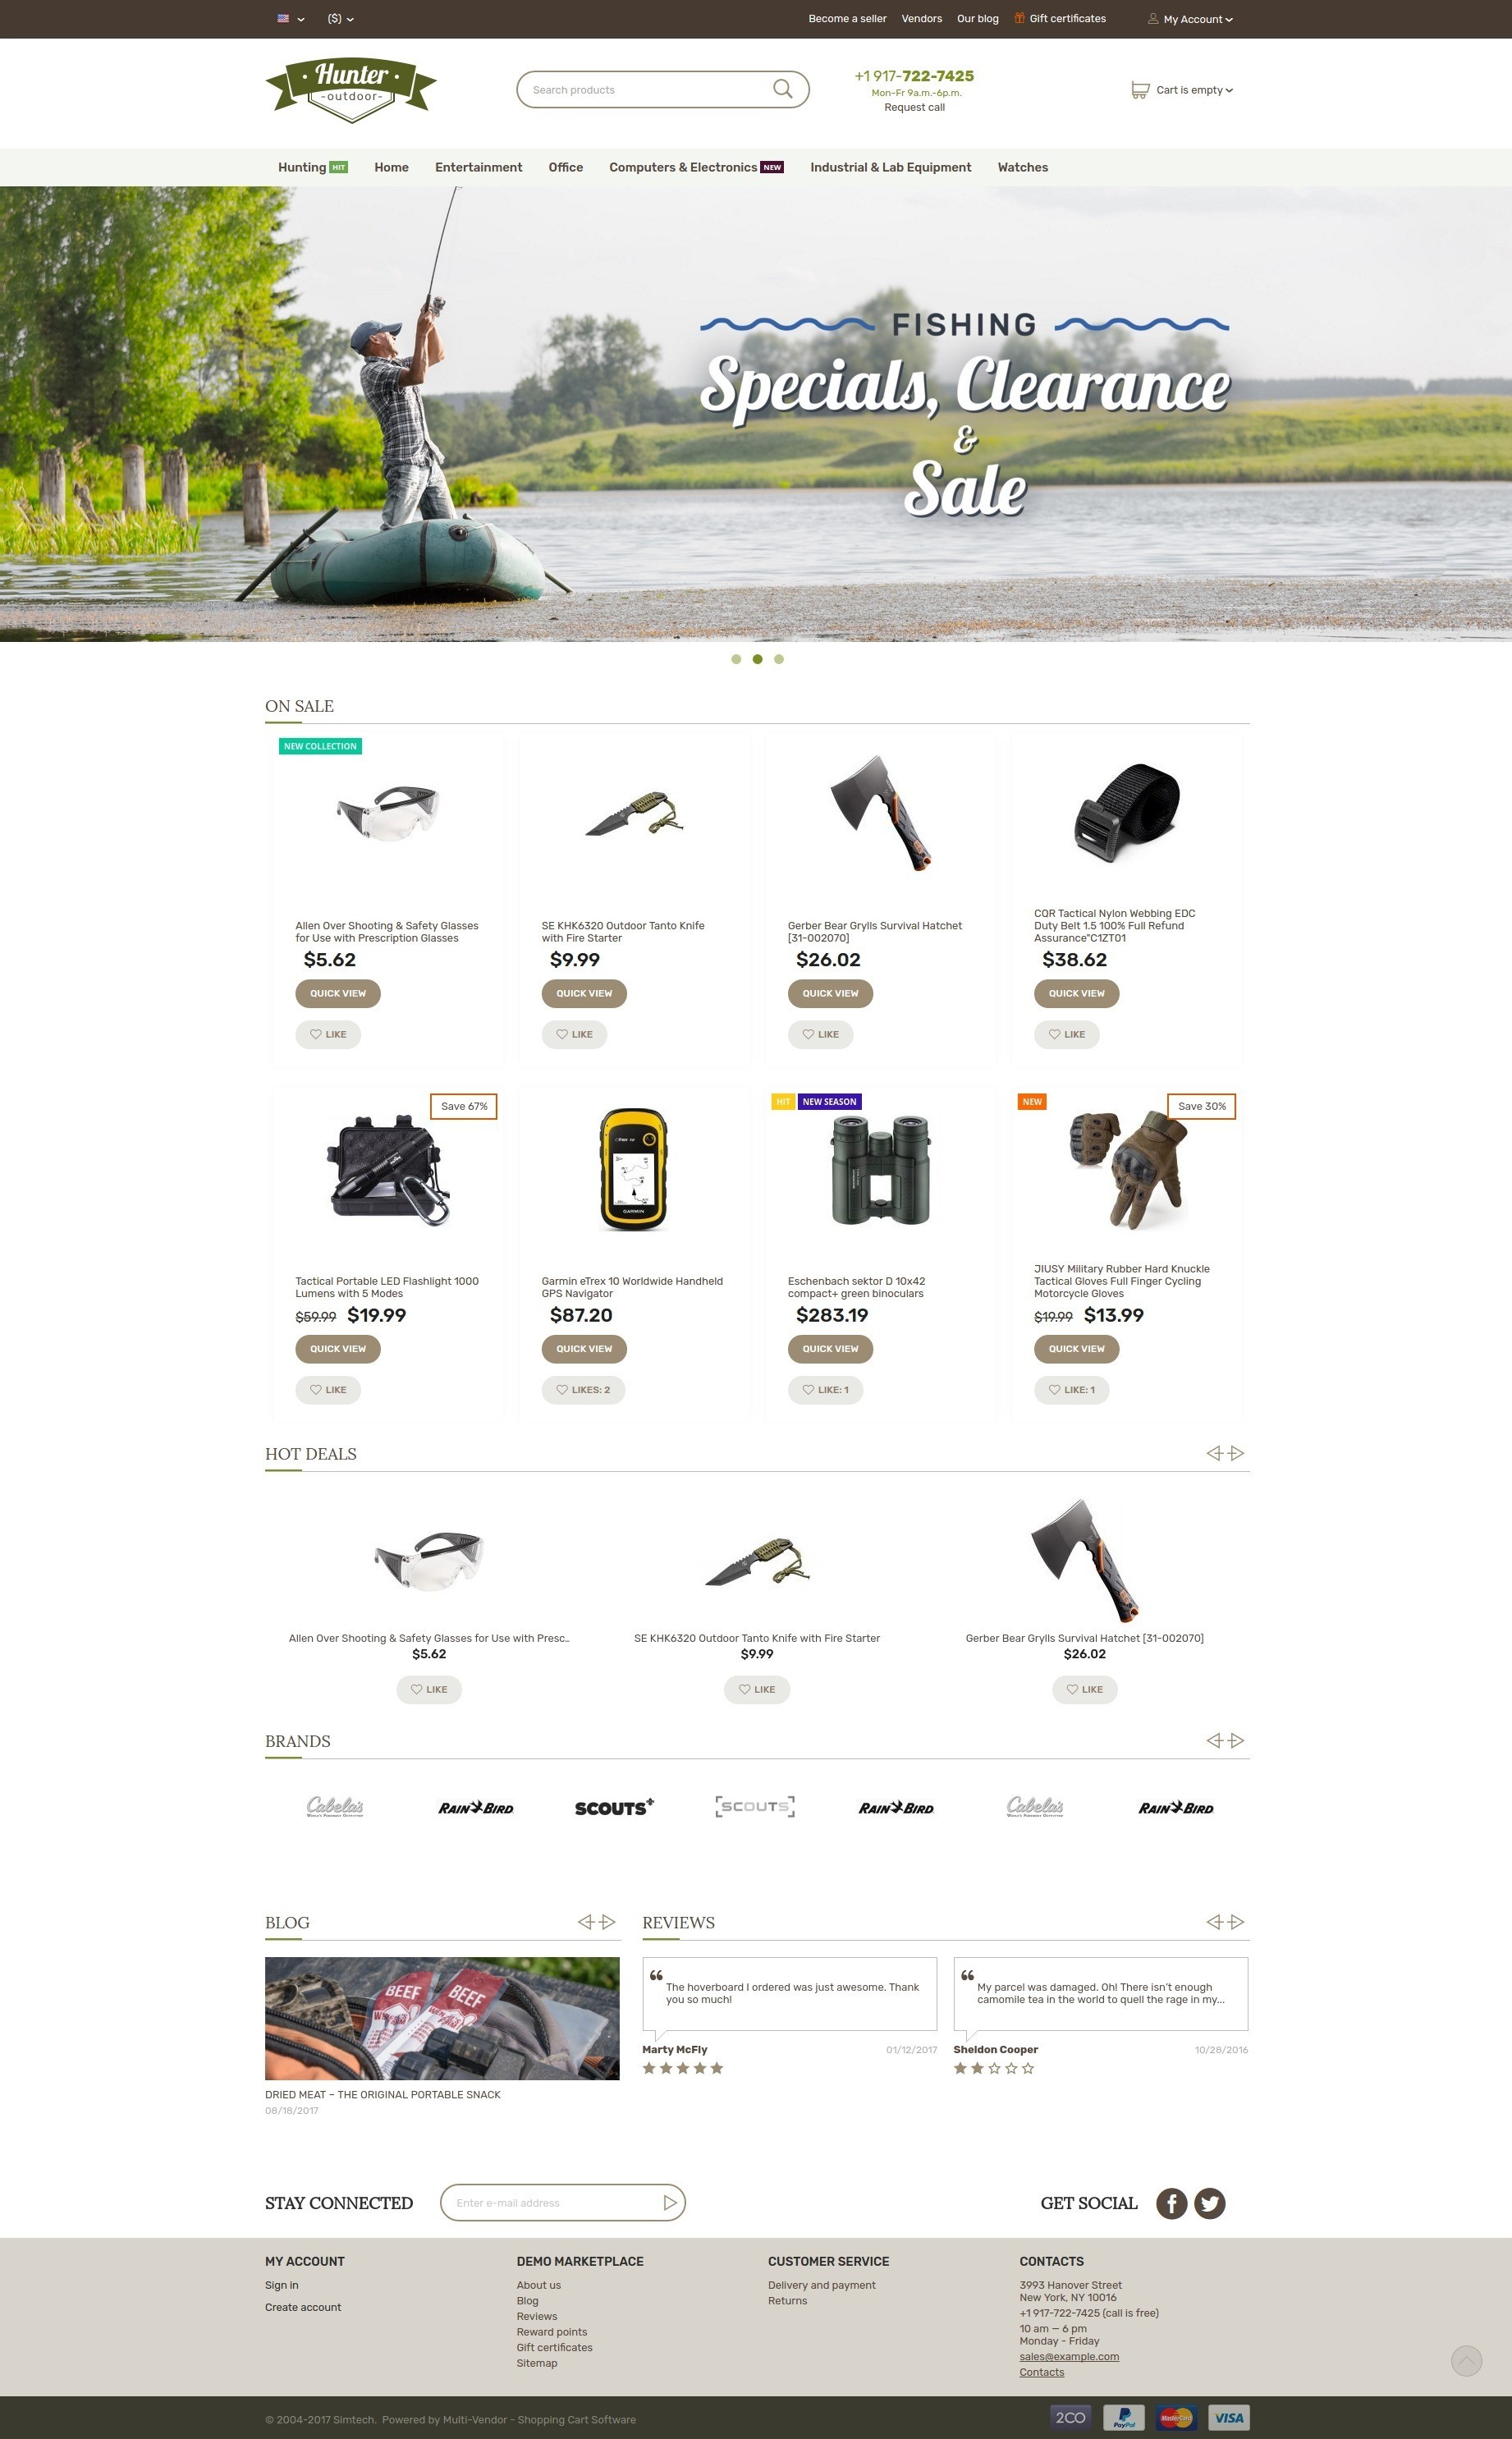 ($)
Become a seller Vendors Our blog Gift certificates My Account
Hunter
-outdoor-
Search products
+1 917-722-7425
Mon-Fr 9a.m.-6p.m.
Request call
Cart is empty
Hunting HIT Home Entertainment Office Computers & Electronics NEW Industrial & Lab Equipment Watches
FISHING
Specials, Clearance
&
Sale
ON SALE
NEW COLLECTION
Allen Over Shooting & Safety Glasses
for Use with Prescription Glasses
$5.62
QUICK VIEW
LIKE
SE KHK6320 Outdoor Tanto Knife
with Fire Starter
$9.99
QUICK VIEW
LIKE
Gerber Bear Grylls Survival Hatchet
[31-002070]
$26.02
QUICK VIEW
LIKE
CQR Tactical Nylon Webbing EDC
Duty Belt 1.5 100% Full Refund
Assurance"C1ZT01
$38.62
QUICK VIEW
LIKE
Save 67%
Tactical Portable LED Flashlight 1000
Lumens with 5 Modes
$59.99 $19.99
QUICK VIEW
LIKE
GARMIN
Garmin eTrex 10 Worldwide Handheld
GPS Navigator
$87.20
QUICK VIEW
LIKES: 2
HIT NEW SEASON
Eschenbach sektor D 10x42
compact+ green binoculars
$283.19
QUICK VIEW
LIKE: 1
NEW
Save 30%
JIUSY Military Rubber Hard Knuckle
Tactical Gloves Full Finger Cycling
Motorcycle Gloves
$19.99 $13.99
QUICK VIEW
LIKE: 1
HOT DEALS
Allen Over Shooting & Safety Glasses for Use with Presc..
$5.62
LIKE
SE KHK6320 Outdoor Tanto Knife with Fire Starter
$9.99
LIKE
Gerber Bear Grylls Survival Hatchet [31-002070]
$26.02
LIKE
BRANDS
Cabela's RAIN BIRD SCOUTS+ [SCOUTS] RAIN BIRD Cabela's RAIN BIRD
BLOG
BEEF BEEF
DRIED MEAT – THE ORIGINAL PORTABLE SNACK
08/18/2017
REVIEWS
The hoverboard I ordered was just awesome. Thank
you so much!
Marty McFly 01/12/2017
My parcel was damaged. Oh! There isn't enough
camomile tea in the world to quell the rage in my...
Sheldon Cooper 10/28/2016
STAY CONNECTED
Enter e-mail address
GET SOCIAL
MY ACCOUNT
Sign in
Create account
DEMO MARKETPLACE
About us
Blog
Reviews
Reward points
Gift certificates
Sitemap
CUSTOMER SERVICE
Delivery and payment
Returns
CONTACTS
3993 Hanover Street
New York, NY 10016
+1 917-722-7425 (call is free)
10 am — 6 pm
Monday - Friday
sales@example.com
Contacts
© 2004-2017 Simtech. Powered by Multi-Vendor - Shopping Cart Software
2CO PayPal MasterCard VISA